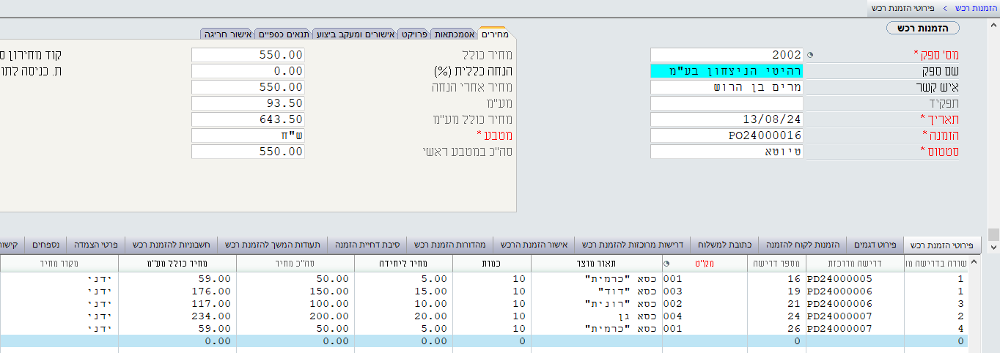 הזמנות רכש > פירוטי הזמנת רכש
הזמנות רכש
מס' ספק * 2002
שם ספק רהיטי הניצחון בע"מ
איש קשר מרים בן הרוש
תפקיד
תאריך * 13/08/24
הזמנה * PO24000016
סטטוס * טיוטא
מחירים אסמכתאות פרויקט אישורים ומעקב ביצוע תנאים כספיים אישור חריגה
מחיר כולל 550.00 קוד מחירון ס
הנחה כללית (%) 0.00 ת. כניסה לתו
מחיר אחרי הנחה 550.00
מע"מ 93.50
מחיר כולל מע"מ 643.50
מטבע * ש"ח
סה"כ במטבע ראשי 550.00
פירוטי הזמנת רכש פירוט דגמים הזמנות לקוח להזמנה כתובת למשלוח דרישות מרוכזות להזמנת רכש אישור הזמנת הרכש מהדורות הזמנת רכש סיבת דחיית הזמנה תעודות המשך להזמנת רכש חשבוניות להזמנת רכש פרטי הצמדה נספחים קישור
שורה בדרישה מו דרישה מרוכזת מספר דרישה מק"ט תאור מוצר כמות מחיר ליחידה סה"כ מחיר מחיר כולל מע"מ מקור מחיר
1 PD24000005 16 001 כסא "כרמית" 10 5.00 50.00 59.00 ידני
1 PD24000006 19 003 כסא "דוד" 10 15.00 150.00 176.00 ידני
3 PD24000006 21 002 כסא "רונית" 10 10.00 100.00 117.00 ידני
2 PD24000007 24 004 כסא גן 10 20.00 200.00 234.00 ידני
4 PD24000007 26 001 כסא "כרמית" 10 5.00 50.00 59.00 ידני
0 0 0 0.00 0.00 0.00